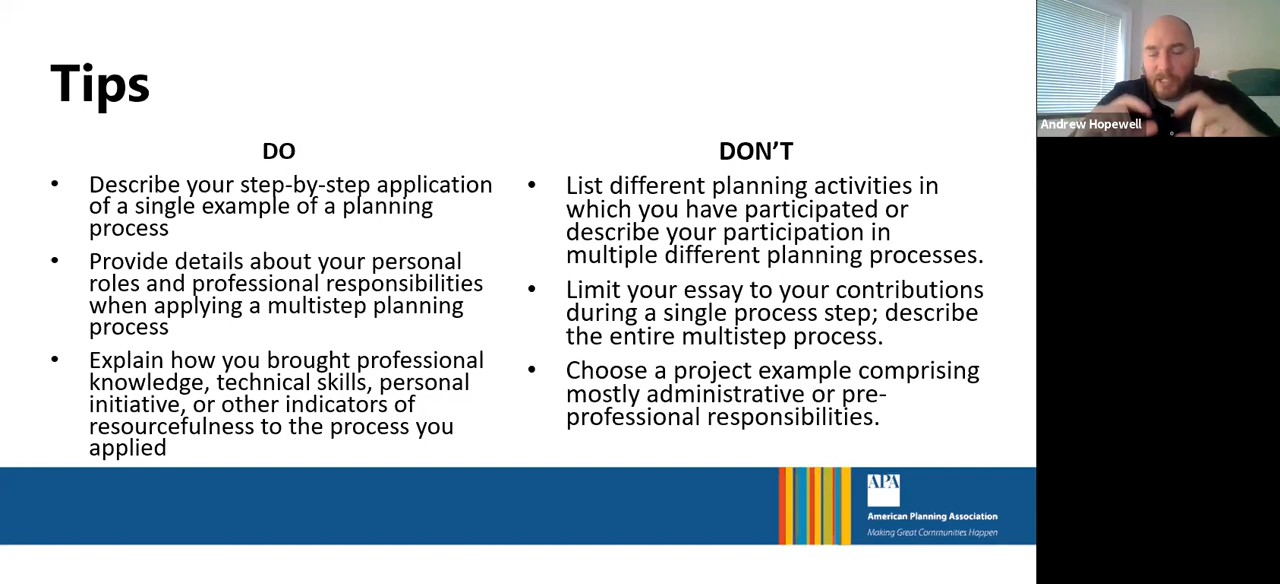 Tips
DO
• Describe your step-by-step application
of a single example of a planning
process
• Provide details about your personal
roles and professional responsibilities
when applying a multistep planning
process
• Explain how you brought professional
knowledge, technical skills, personal
initiative, or other indicators of
resourcefulness to the process you
applied
DON’T
• List different planning activities in
which you have participated or
describe your participation in
multiple different planning processes.
• Limit your essay to your contributions
during a single process step; describe
the entire multistep process.
• Choose a project example comprising
mostly administrative or pre-
professional responsibilities.
APA
American Planning Association
Making Great Communities Happen
Andrew Hopewell